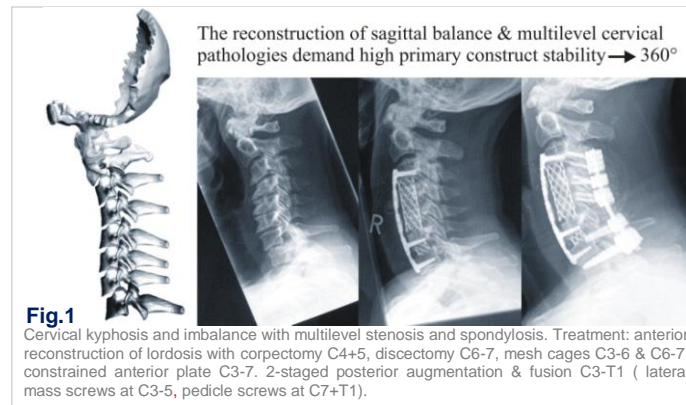 The reconstruction of sagittal balance & multilevel cervical
pathologies demand high primary construct stability→ 360°
R
Fig.1
Cervical kyphosis and imbalance with multilevel stenosis and spondylosis. Treatment: anterior
reconstruction of lordosis with corpectomy C4+5, discectomy C6-7, mesh cages C3-6 & C6-7,
constrained anterior plate C3-7. 2-staged posterior augmentation & fusion C3-T1 ( lateral
mass screws at C3-5, pedicle screws at C7+T1).